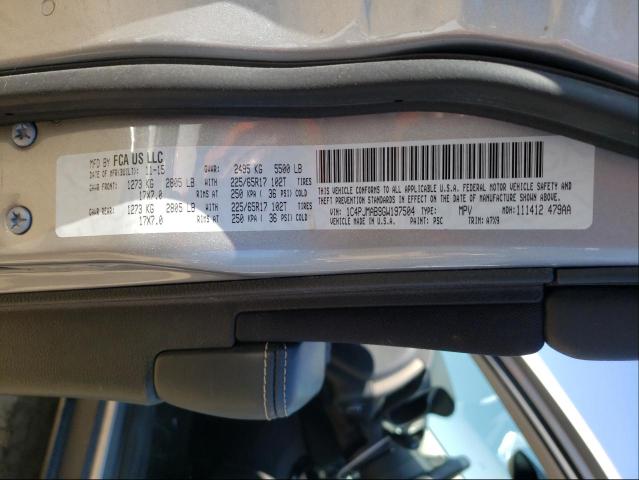 MFD BY FCA US LLC
DATE OF MFR/BUILT: 11-15 GVWR: 2495 KG 5500 LB
GAWR FRONT: 1273 KG 2805 LB WITH 225/65R17 102T TIRES
17X7.0 RIMS AT 250 KPA ( 36 PSI) COLD
GAWR REAR: 1273 KG 2805 LB WITH 225/65R17 102T TIRES
17X7.0 RIMS AT 250 KPA ( 36 PSI) COLD
THIS VEHICLE CONFORMS TO ALL APPLICABLE U.S.A. FEDERAL MOTOR VEHICLE SAFETY AND
THEFT PREVENTION STANDARDS IN EFFECT ON THE DATE OF MANUFACTURE SHOWN ABOVE.
VIN: 1C4PJMAB9GW197504 TYPE: MPV MDH: 111412 479AA
VEHICLE MADE IN U.S.A. PAINT: PSC TRIM: A7X9